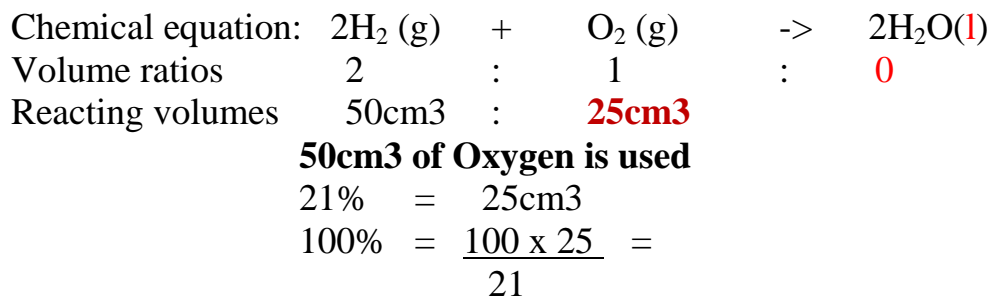 Chemical equation: 2H₂ (g) + O₂ (g) -> 2H₂O(l)
Volume ratios 2 : 1 : 0
Reacting volumes 50cm3 : 25cm3
50cm3 of Oxygen is used
21% = 25cm3
100% = 100 x 25 =
21